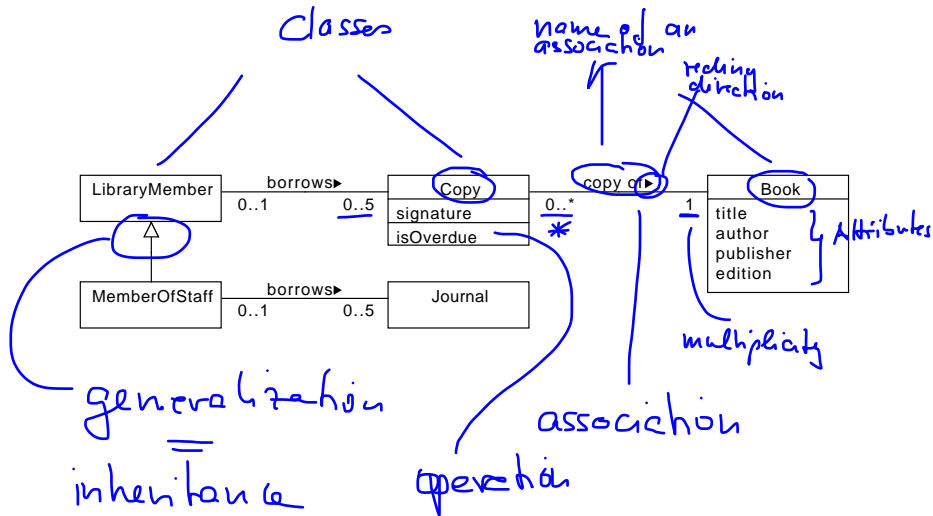 Classes
name of an
association
reding
direction
LibraryMember
borrows▶
0..1
0..5
Copy
signature
isOverdue
copy of▶
0..*
*
1
Book
title
author
publisher
edition
Attributes
MemberOfStaff
borrows▶
0..1
0..5
Journal
multiplicity
generalization
=
inheritance
operation
association